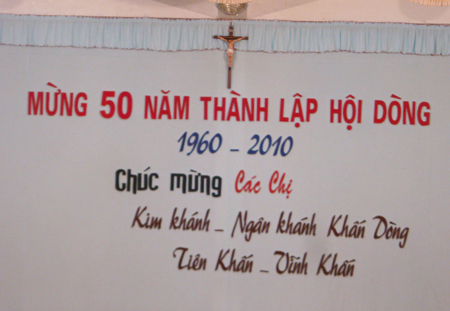 MỪNG 50 NĂM THÀNH LẬP HỘI DÒNG
1960 - 2010
Chúc mừng Các Chị
Kim khánh - Ngân khánh Khấn Dòng
Tiên Khấn - Vĩnh Khấn